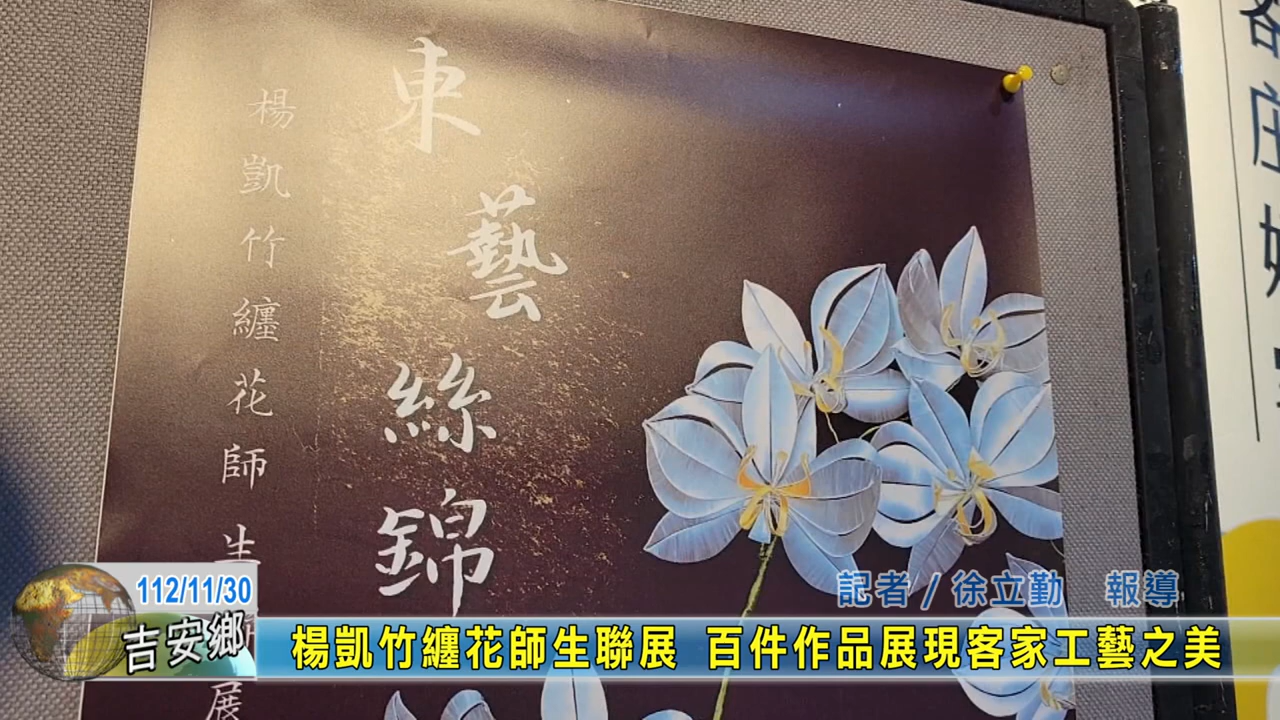 東藝絲錦
楊凱竹纏花師生
展
112/11/30
吉安鄉
記者/徐立勤 報導
楊凱竹纏花師生聯展 百件作品展現客家工藝之美